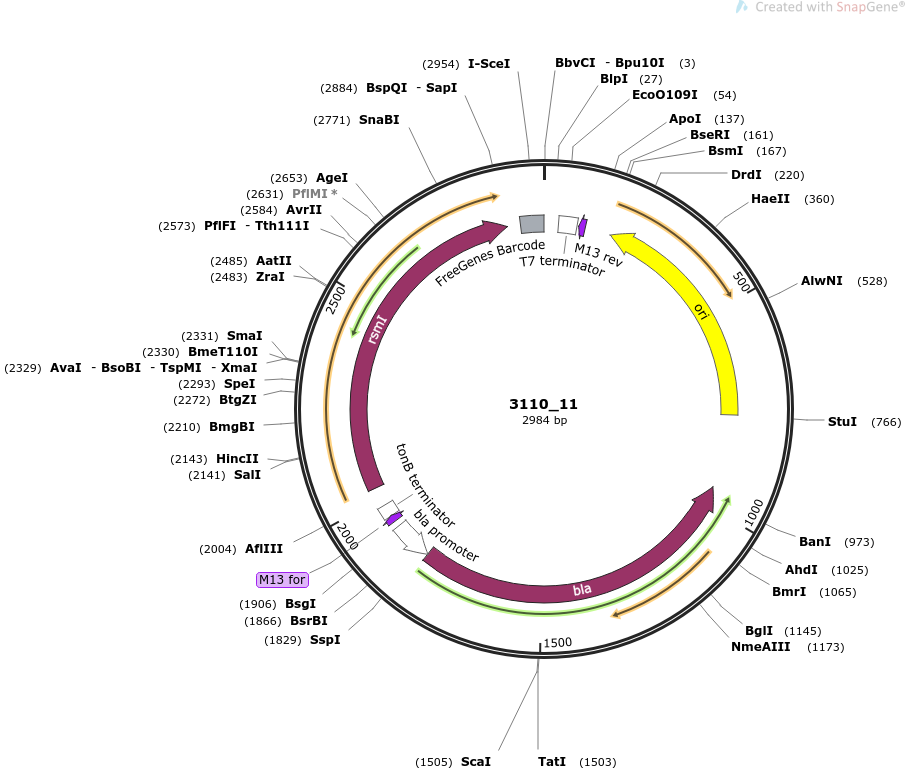 Created with SnapGene®
(2954) I-SceI
BbvCI - Bpu10I (3)
BlpI (27)
(2884) BspQI - SapI
EcoO109I (54)
(2771) SnaBI
ApoI (137)
BseRI (161)
BsmI (167)
(2653) AgeI
DrdI (220)
(2631) PflMI *
HaeII (360)
(2584) AvrII
(2573) PflFI - Tth111I
(2485) AatII
(2483) ZraI
AlwNI (528)
(2331) SmaI
(2330) BmeT110I
(2329) AvaI - BsoBI - TspMI - XmaI
(2293) SpeI
(2272) BtgZI
StuI (766)
(2210) BmgBI
(2143) HincII
(2141) SalI
BanI (973)
(2004) AflIII
AhdI (1025)
M13 for
BmrI (1065)
(1906) BsgI
(1866) BsrBI
BglI (1145)
(1829) SspI
NmeAIII (1173)
(1505) ScaI
TatI (1503)
500
1000
1500
2000
2500
FreeGenes Barcode
T7 terminator
M13 rev
ori
rsmI
tonB terminator
bla promoter
bla
3110_11
2984 bp